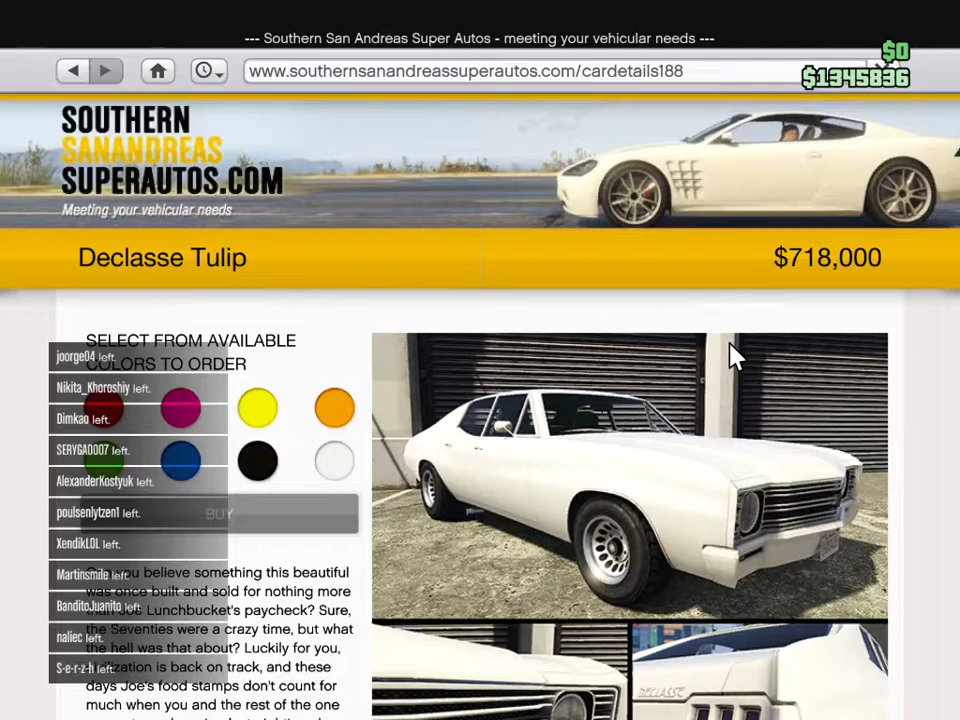 --- Southern San Andreas Super Autos - meeting your vehicular needs ---
$0
www.southernsanandreassuperautos.com/cardetails188
$1345836
SOUTHERN
SANANDREAS
SUPERAUTOS.COM
Meeting your vehicular needs
Declasse Tulip
$718,000
SELECT FROM AVAILABLE
COLORS TO ORDER
joorge04 left.
Nikita_Khoroshiy left.
Dimkao left.
SERYGA0007 left.
AlexanderKostyuk left.
poulsenlytzen1 left.
XendikLOL left.
Martinsmile left.
BanditoJuanito left.
naliec left.
S-e-r-z-h left.
BUY
you believe something this beautiful
was once built and sold for nothing more
than Joe Lunchbucket's paycheck? Sure,
the Seventies were a crazy time, but what
the hell was that about? Luckily for you,
civilization is back on track, and these
days Joe's food stamps don't count for
much when you and the rest of the one
DECLASSE